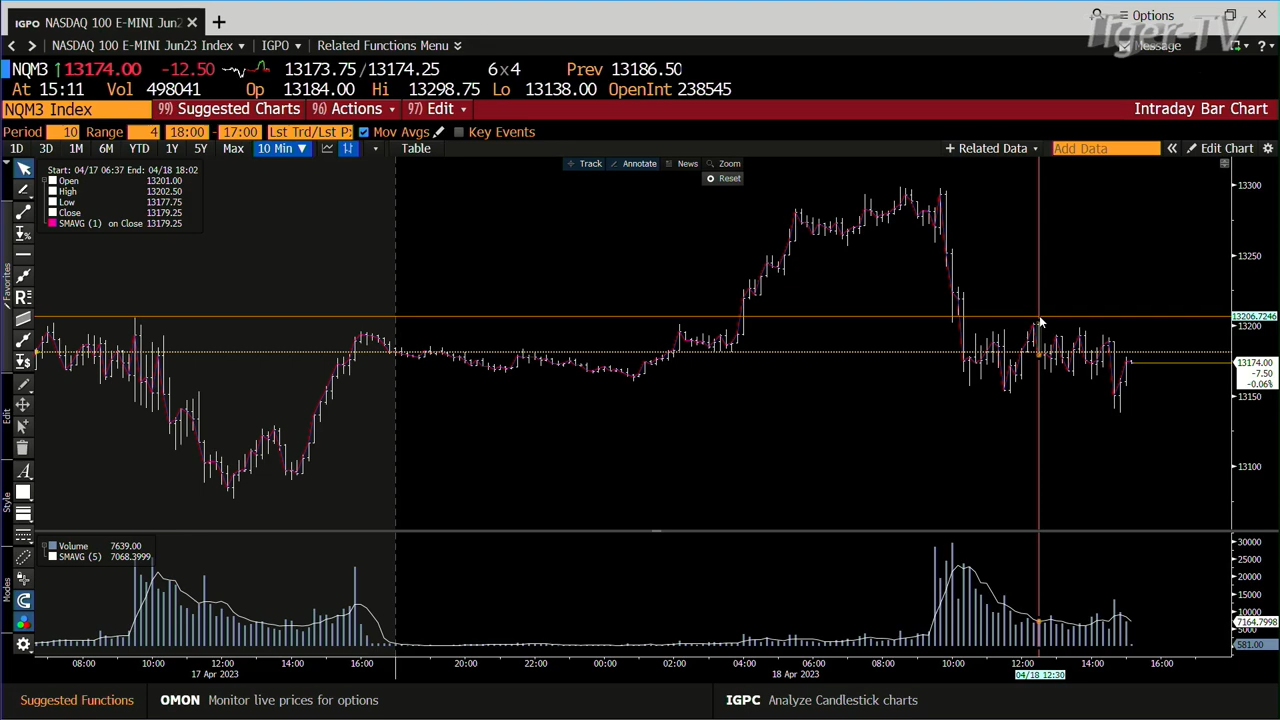 IGPO NASDAQ 100 E-MINI Jun2
Options
Tiger-TV
NASDAQ 100 E-MINI Jun23 Index
IGPO
Related Functions Menu
Message
NQM3 ↑13174.00 -12.50 13173.75/13174.25 6x4 Prev 13186.50
At 15:11 Vol 498041 Op 13184.00 Hi 13298.75 Lo 13138.00 OpenInt 238545
NQM3 Index 99) Suggested Charts 96) Actions 97) Edit Intraday Bar Chart
Period 10 Range 4 18:00 - 17:00 Lst Trd/Lst P Mov Avgs Key Events
1D 3D 1M 6M YTD 1Y 5Y Max 10 Min ▼ Table + Related Data Add Data « Edit Chart
Track Annotate News Zoom
Reset
Start: 04/17 06:37 End: 04/18 18:02
Open 13201.00
High 13202.50
Low 13177.75
Close 13179.25
SMAVG (1) on Close 13179.25
Favorites
Edit
Style
Modes
13300
13250
13206.7246
13200
13174.00
-7.50
-0.06%
13150
13100
Volume 7639.00
SMAVG (5) 7068.3999
30000
25000
20000
15000
10000
7164.7998
5000
581.00
08:00 10:00 12:00 14:00 16:00 20:00 22:00 00:00 02:00 04:00 06:00 08:00 10:00 12:00 14:00 16:00
17 Apr 2023 18 Apr 2023 04/18 12:30
Suggested Functions OMON Monitor live prices for options IGPC Analyze Candlestick charts